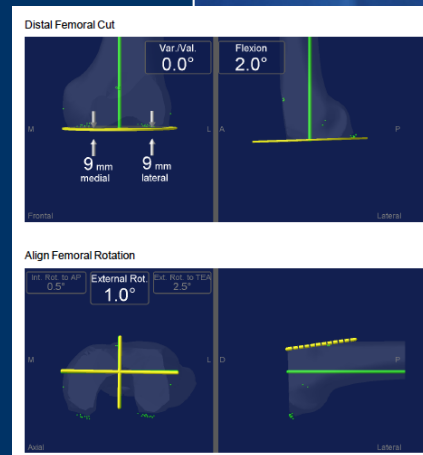 Distal Femoral Cut
Var./Val.
0.0°
Flexion
2.0°
M
L
A
P
9 mm
medial
9 mm
lateral
Frontal
Lateral
Align Femoral Rotation
Int. Rot. to AP
0.5°
External Rot.
1.0°
Ext. Rot. to TEA
2.5°
M
L
D
P
Axial
Lateral